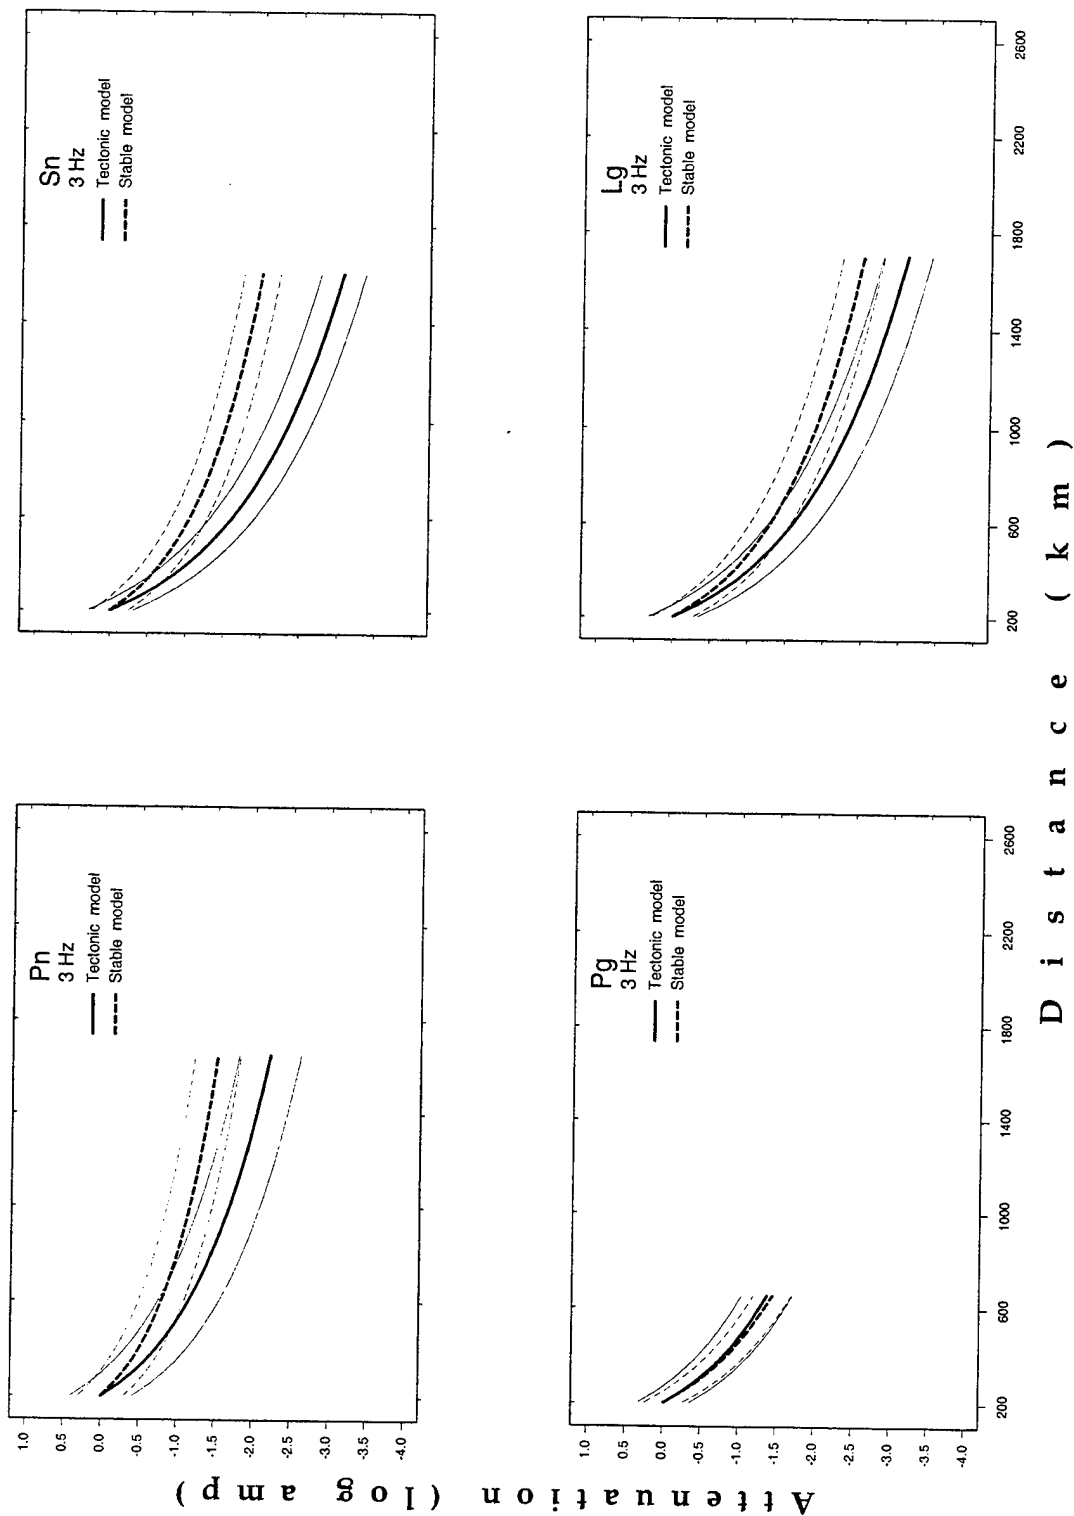 Pn
3 Hz
Tectonic model
Stable model
1.0
0.5
0.0
-0.5
-1.0
-1.5
-2.0
-2.5
-3.0
-3.5
-4.0
Sn
3 Hz
Tectonic model
Stable model
Pg
3 Hz
Tectonic model
Stable model
1.0
0.5
0.0
-0.5
-1.0
-1.5
-2.0
-2.5
-3.0
-3.5
-4.0
200
600
1000
1400
1800
2200
2600
Lg
3 Hz
Tectonic model
Stable model
200
600
1000
1400
1800
2200
2600
Attenuation (log amp)
Distance (km)